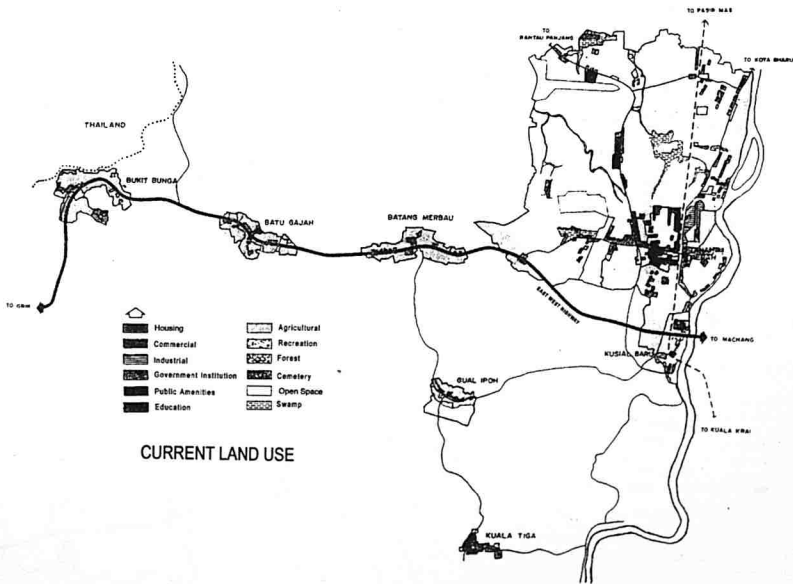 TO PASIR MAS
TO
RANTAU PANJANG
TO KOTA BHARU
THAILAND
BUKIT BUNGA
BATU GAJAH
BATANG MERBAU
TO GRIK
EAST WEST HIGHWAY
TO MACHANG
KUSIAL BARU
GUAL IPOH
TO KUALA KRAI
KUALA TIGA
Housing
Commercial
Industrial
Government Institution
Public Amenities
Education
Agricultural
Recreation
Forest
Cemetery
Open Space
Swamp
CURRENT LAND USE